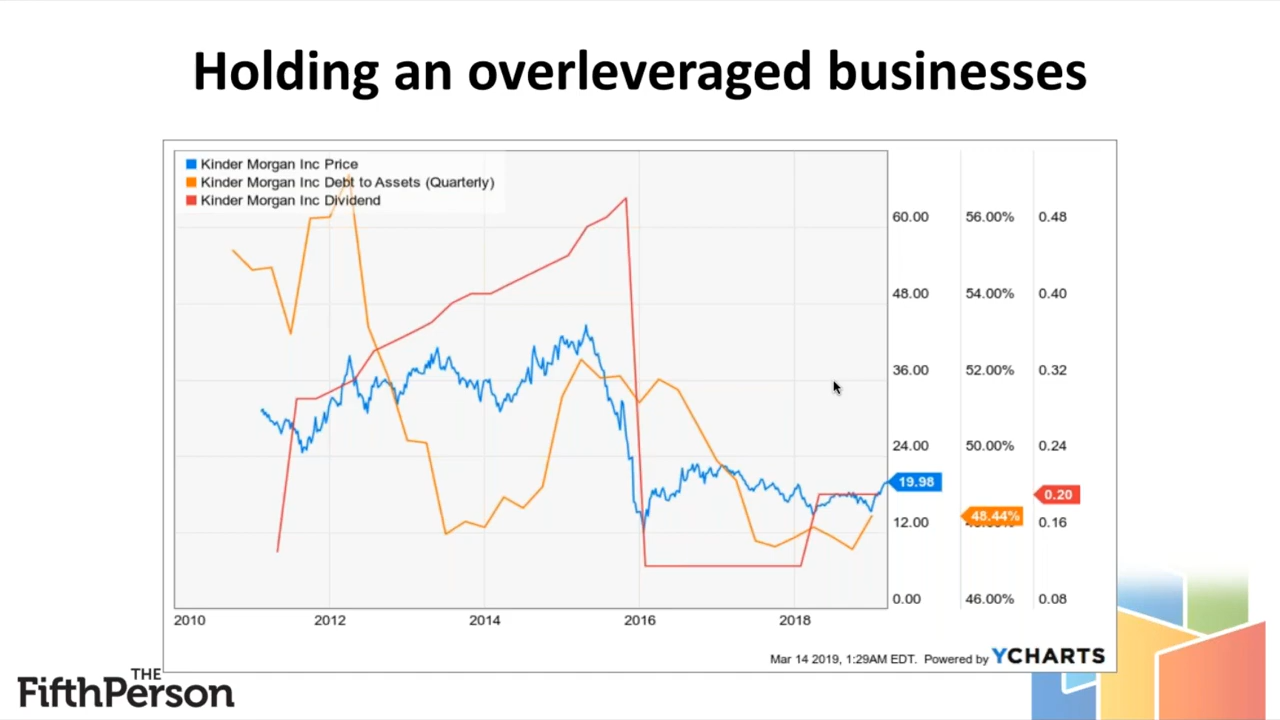 Holding an overleveraged businesses
Kinder Morgan Inc Price
Kinder Morgan Inc Debt to Assets (Quarterly)
Kinder Morgan Inc Dividend
60.00 56.00% 0.48
48.00 54.00% 0.40
36.00 52.00% 0.32
24.00 50.00% 0.24
19.98
0.20
48.44%
12.00 0.16
0.00 46.00% 0.08
2010 2012 2014 2016 2018
Mar 14 2019, 1:29AM EDT. Powered by YCHARTS
THE
FifthPerson